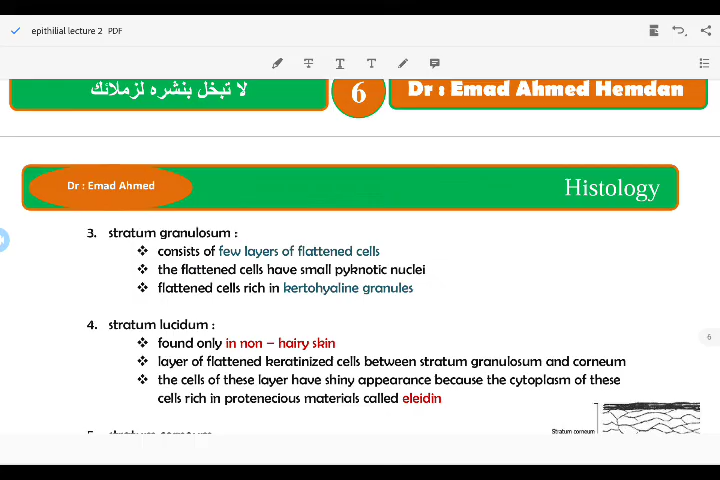 epithilial lecture 2 PDF
لا تبخل بنشره لزملائك
6
Dr : Emad Ahmed Hemdan
Dr : Emad Ahmed
Histology
3. stratum granulosum :
❖ consists of few layers of flattened cells
❖ the flattened cells have small pyknotic nuclei
❖ flattened cells rich in kertohyaline granules
6
4. stratum lucidum :
❖ found only in non – hairy skin
❖ layer of flattened keratinized cells between stratum granulosum and corneum
❖ the cells of these layer have shiny appearance because the cytoplasm of these
cells rich in protenecious materials called eleidin
Stratum corneum